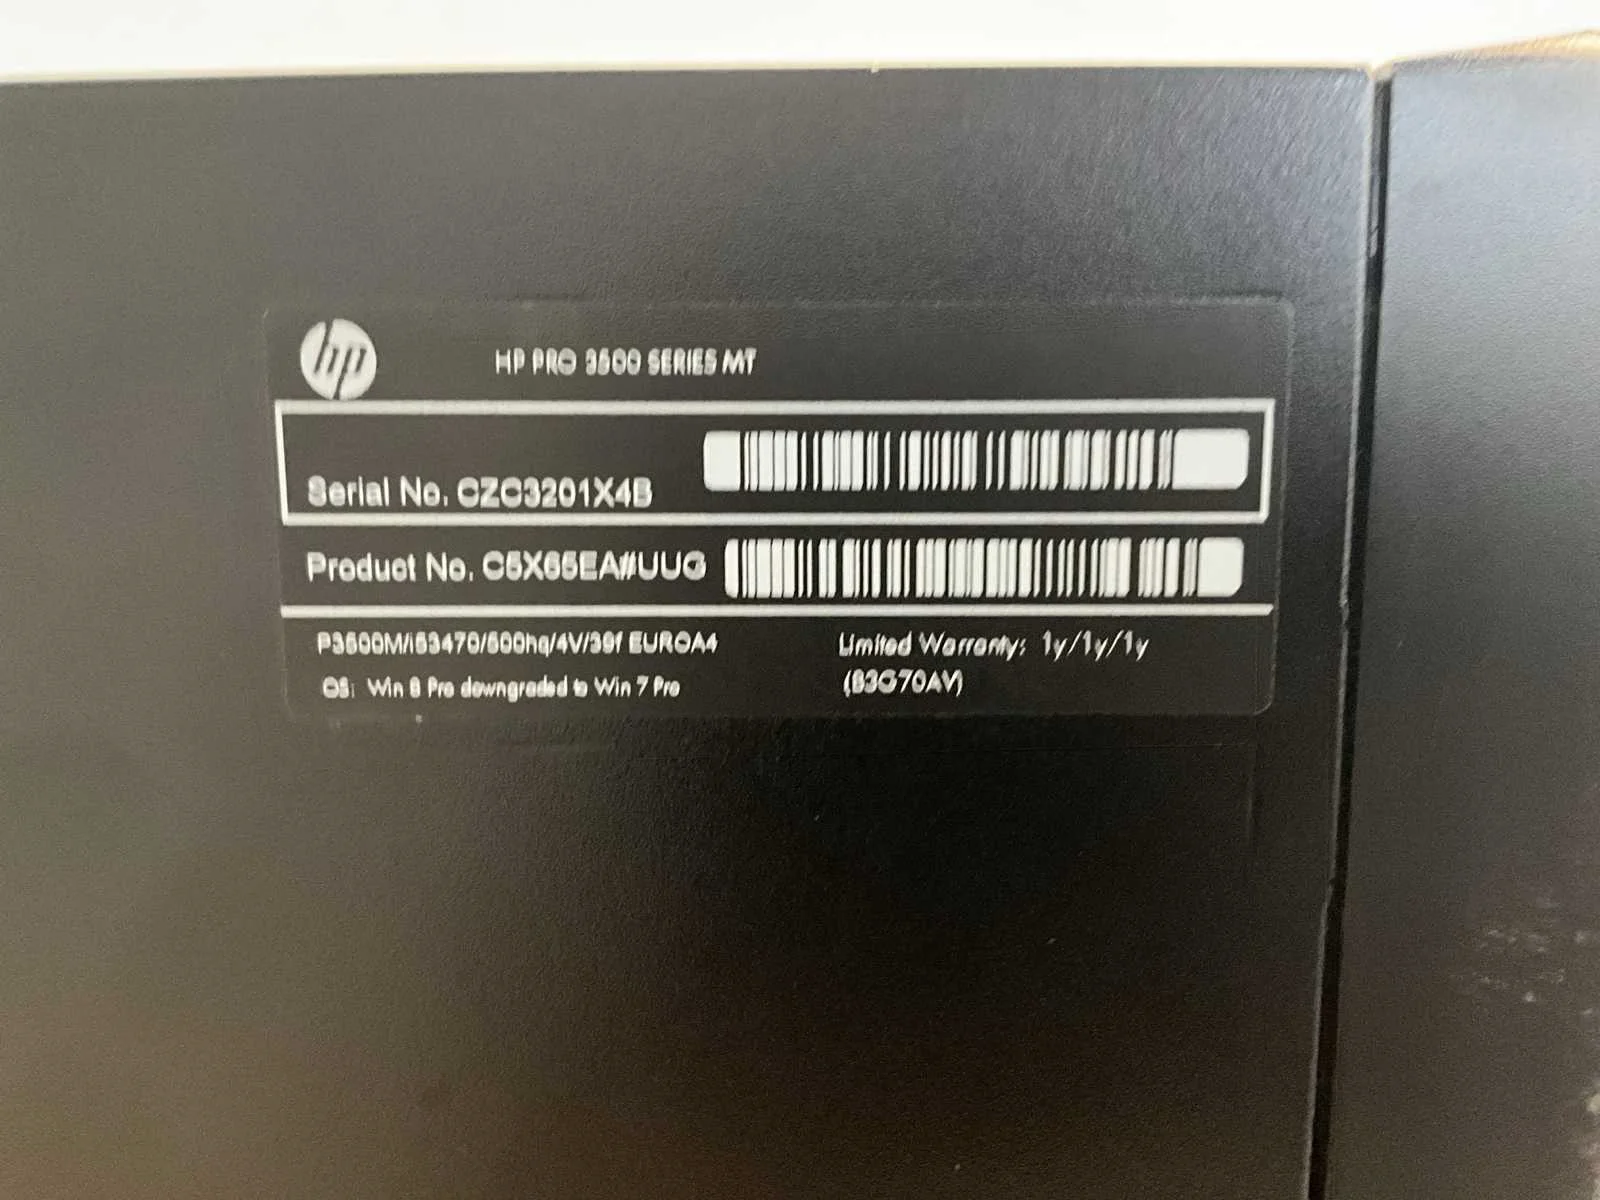 hp
HP PRO 3500 SERIES MT
Serial No. CZC3201X4B
Product No. C5X65EA#UUG
P3500M/i53470/500hq/4V/39f EUROA4
OS: Win 8 Pro downgraded to Win 7 Pro
Limited Warranty: 1y/1y/1y
(B3G70AV)